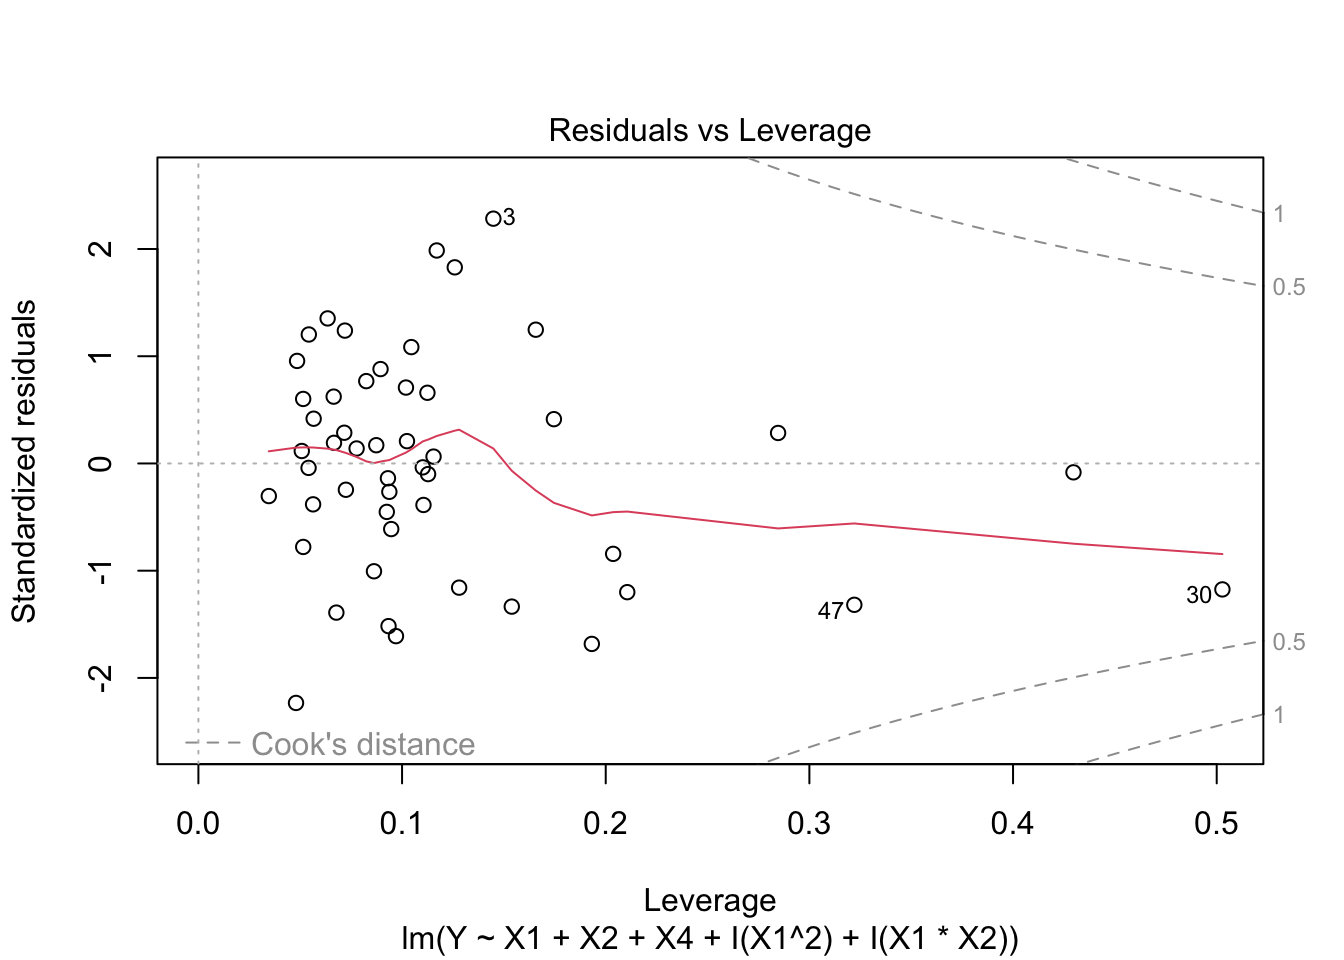 Residuals vs Leverage
Standardized residuals
2
1
0
-1
-2
3
47
30
1
0.5
0.5
1
Cook's distance
0.0 0.1 0.2 0.3 0.4 0.5
Leverage
lm(Y ~ X1 + X2 + X4 + I(X1^2) + I(X1 * X2))